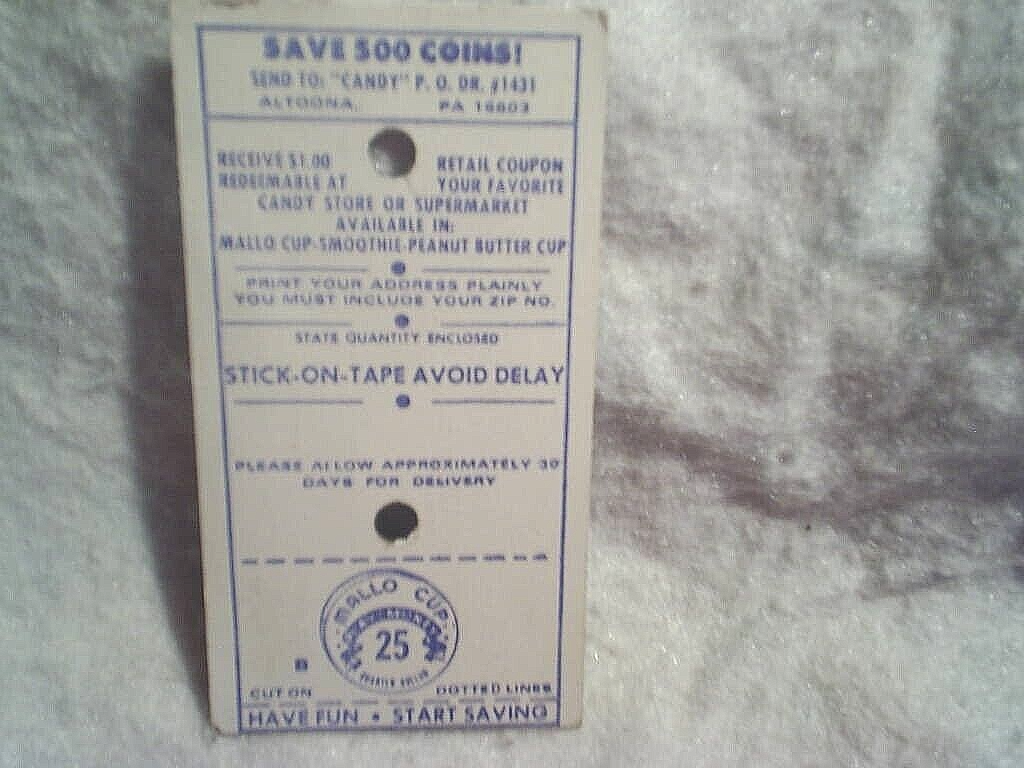 SAVE 500 COINS!
SEND TO: "CANDY" P. O. DR. #1431
ALTOONA, PA 16603
RECEIVE $1.00 RETAIL COUPON
REDEEMABLE AT YOUR FAVORITE
CANDY STORE OR SUPERMARKET
AVAILABLE IN:
MALLO CUP-SMOOTHIE-PEANUT BUTTER CUP
PRINT YOUR ADDRESS PLAINLY
YOU MUST INCLUDE YOUR ZIP NO.
STATE QUANTITY ENCLOSED
STICK-ON-TAPE AVOID DELAY
PLEASE ALLOW APPROXIMATELY 30
DAYS FOR DELIVERY
MALLO CUP
PLAY MONEY
25
B
CUT ON DOTTED LINES
HAVE FUN • START SAVING